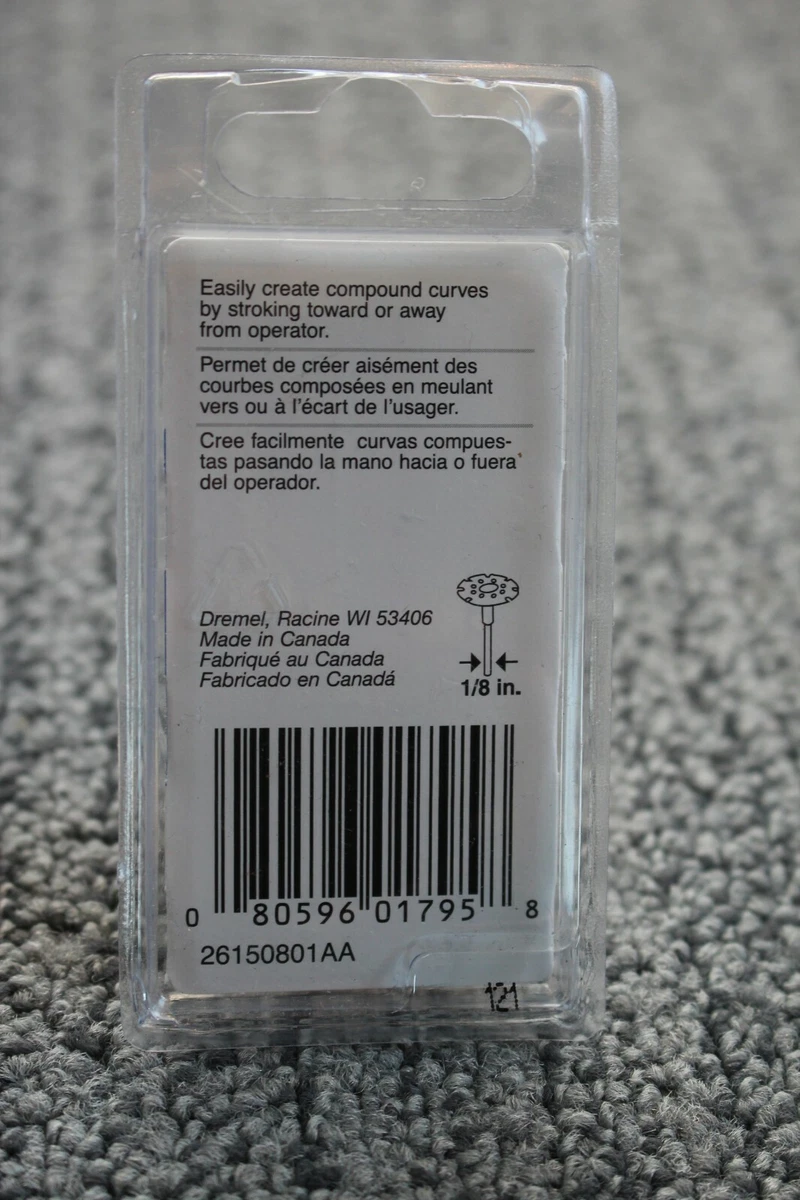 Easily create compound curves
by stroking toward or away
from operator.
Permet de créer aisément des
courbes composées en meulant
vers ou à l'écart de l'usager.
Cree facilmente curvas compues-
tas pasando la mano hacia o fuera
del operador.
Dremel, Racine WI 53406
Made in Canada
Fabriqué au Canada
Fabricado en Canadá
1/8 in.
0 80596 01795 8
26150801AA
121